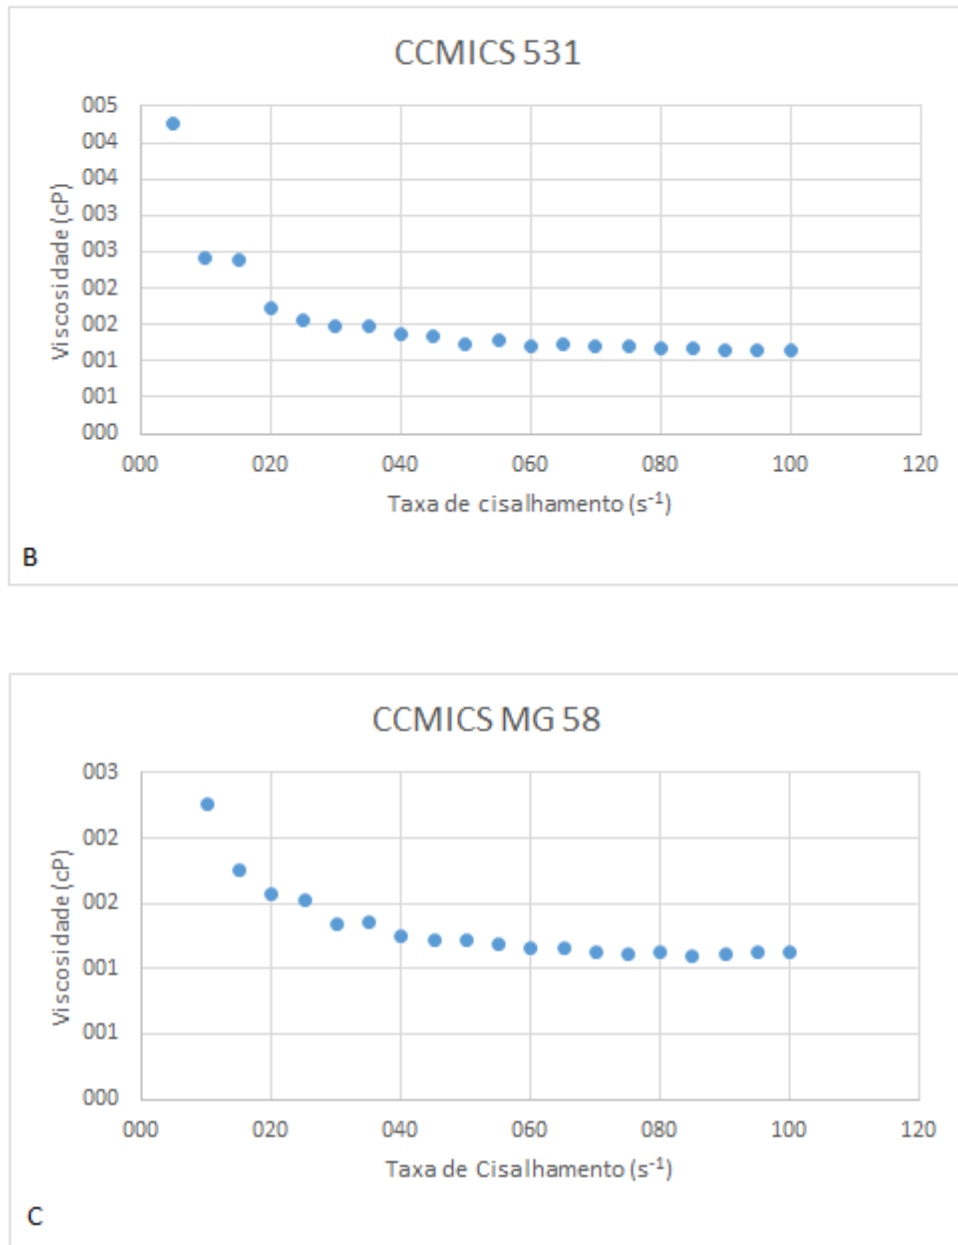 CCMICS 531
005
004
004
003
003
002
002
001
001
000
Viscosidade (cP)
000 020 040 060 080 100 120
Taxa de cisalhamento (s⁻¹)
B
CCMICS MG 58
003
002
002
001
001
000
Viscosidade (cP)
000 020 040 060 080 100 120
Taxa de Cisalhamento (s⁻¹)
C